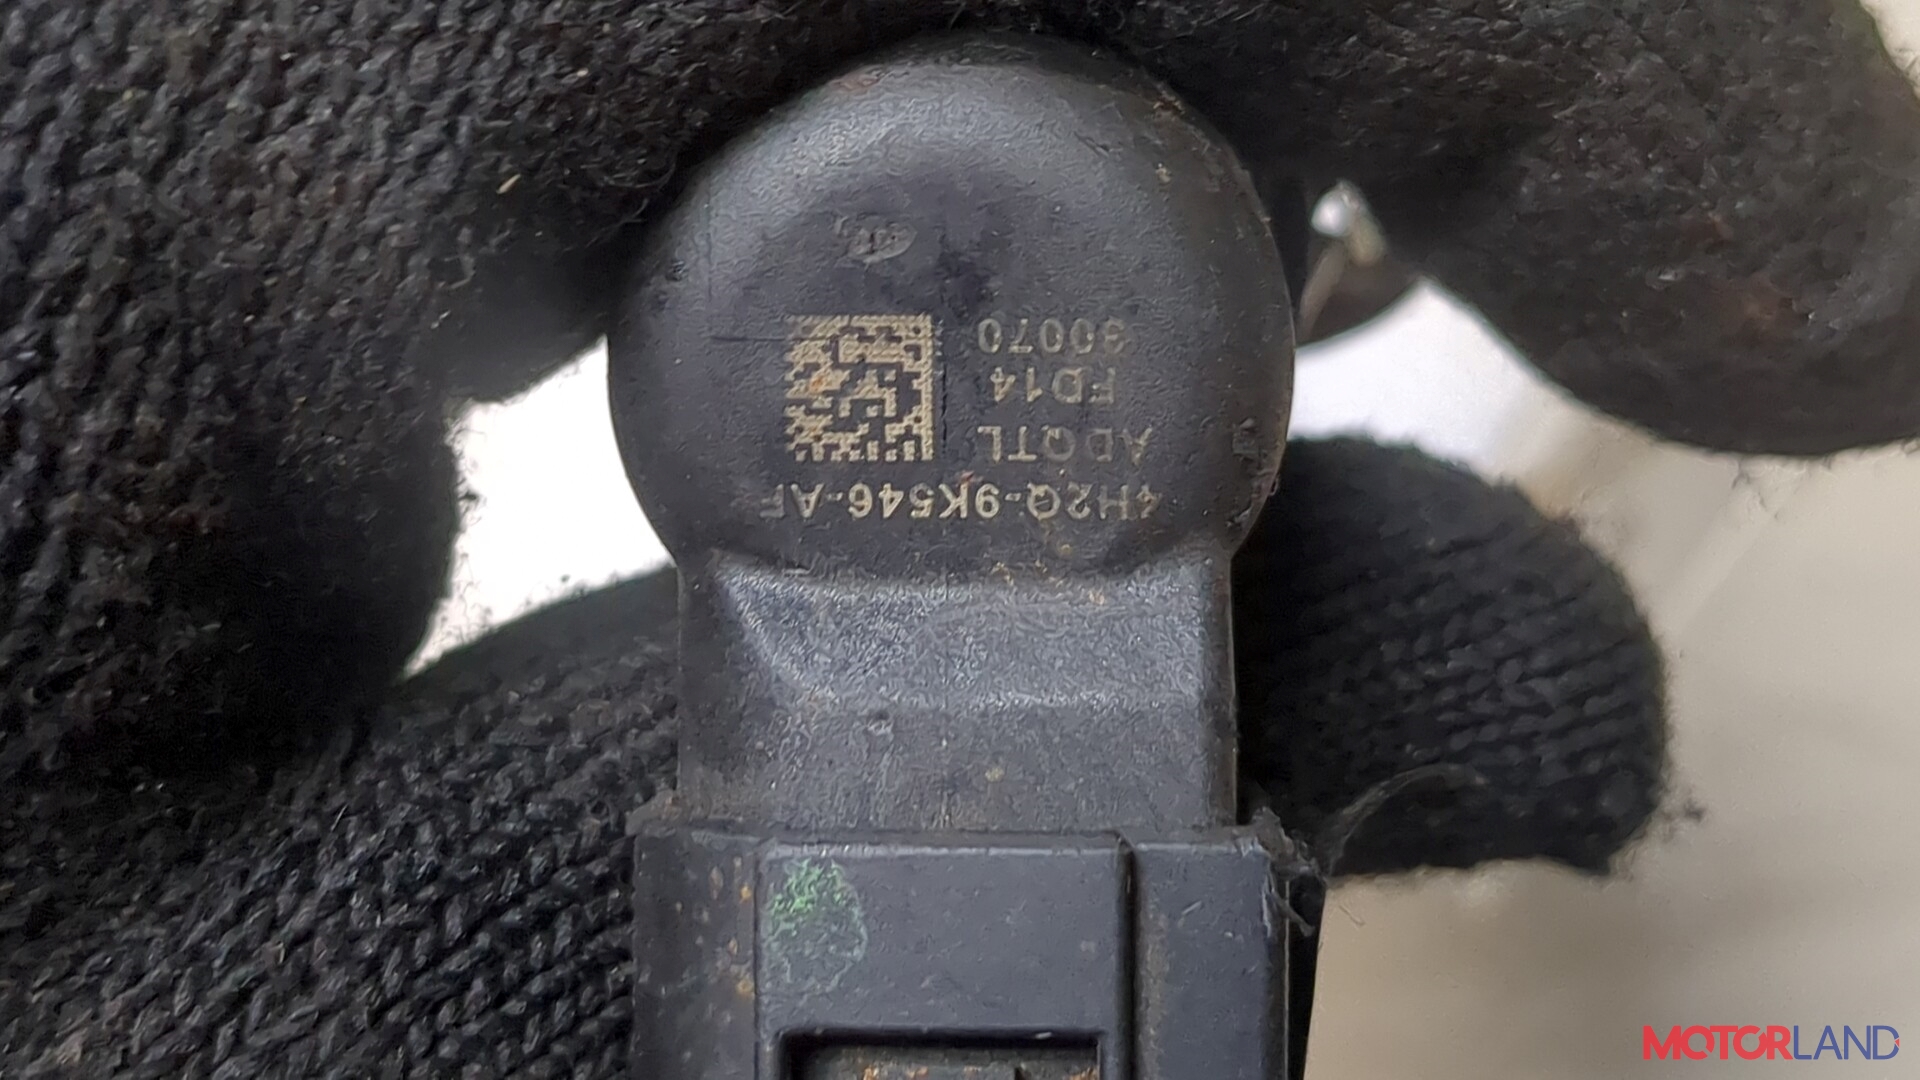 4H2Q-9K546-AF
ADQTL
FD14
30070
MOTORLAND